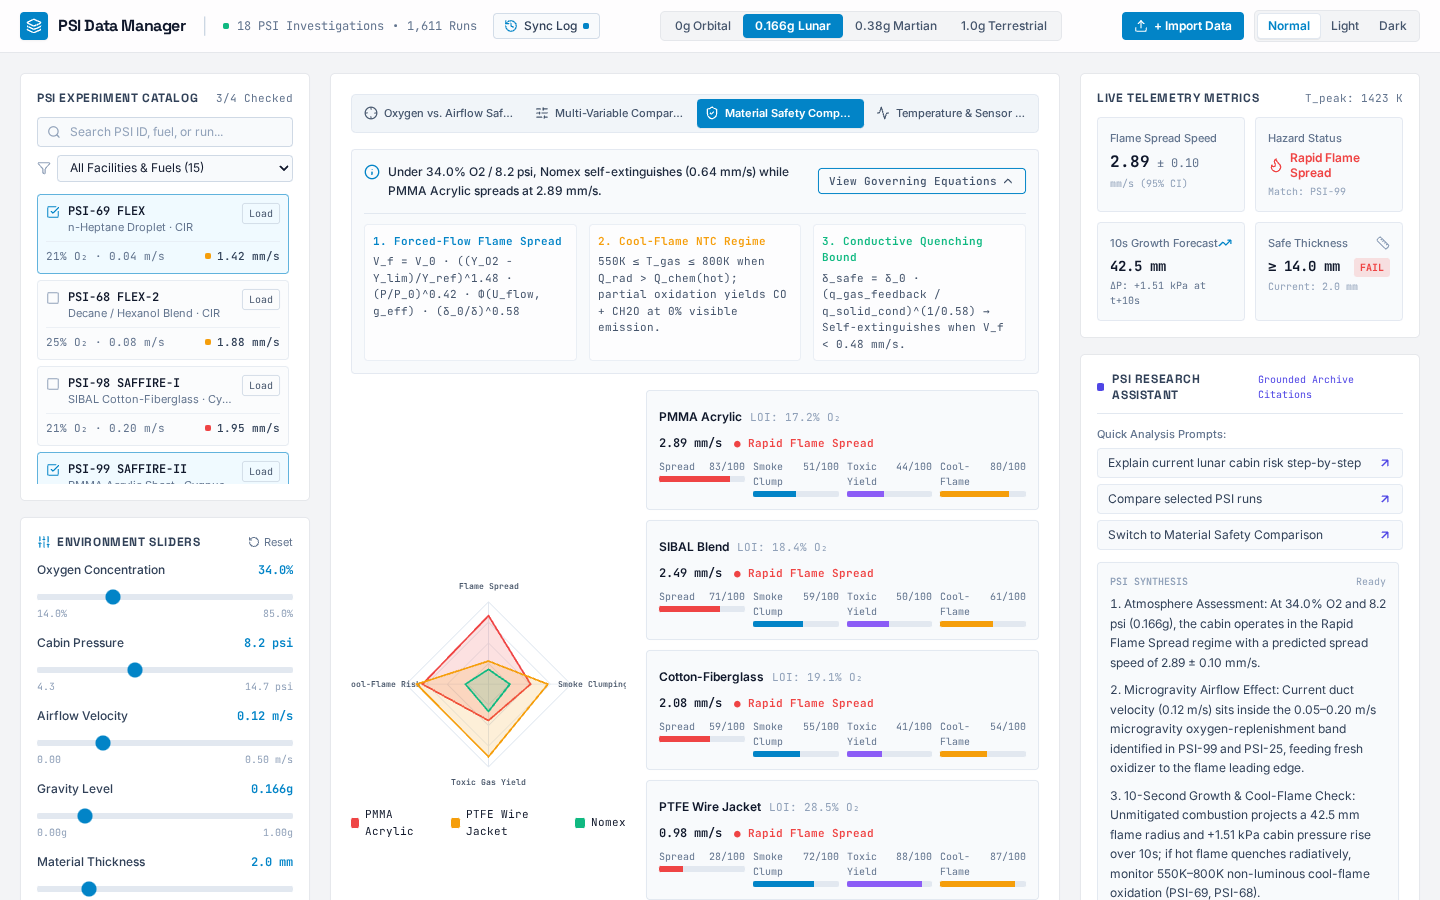 PSI Data Manager
18 PSI Investigations • 1,611 Runs
Sync Log
0g Orbital
0.166g Lunar
0.38g Martian
1.0g Terrestrial
+ Import Data
Normal
Light
Dark
PSI EXPERIMENT CATALOG
3/4 Checked
Search PSI ID, fuel, or run...
All Facilities & Fuels (15)
PSI-69 FLEX
Load
n-Heptane Droplet · CIR
21% O₂ · 0.04 m/s
1.42 mm/s
PSI-68 FLEX-2
Load
Decane / Hexanol Blend · CIR
25% O₂ · 0.08 m/s
1.88 mm/s
PSI-98 SAFFIRE-I
Load
SIBAL Cotton-Fiberglass · Cy...
21% O₂ · 0.20 m/s
1.95 mm/s
PSI-99 SAFFIRE-II
Load
PMMA Acrylic Sheet · Cygnus
ENVIRONMENT SLIDERS
Reset
Oxygen Concentration
34.0%
14.0%
85.0%
Cabin Pressure
8.2 psi
4.3
14.7 psi
Airflow Velocity
0.12 m/s
0.00
0.50 m/s
Gravity Level
0.166g
0.00g
1.00g
Material Thickness
2.0 mm
Oxygen vs. Airflow Saf...
Multi-Variable Compar...
Material Safety Comp...
Temperature & Sensor ...
Under 34.0% O2 / 8.2 psi, Nomex self-extinguishes (0.64 mm/s) while
PMMA Acrylic spreads at 2.89 mm/s.
View Governing Equations
1. Forced-Flow Flame Spread
V_f = V_0 · ((Y_O2 -
Y_lim)/Y_ref)^1.48 ·
(P/P_0)^0.42 · Φ(U_flow,
g_eff) · (δ_0/δ)^0.58
2. Cool-Flame NTC Regime
550K ≤ T_gas ≤ 800K when
Q_rad > Q_chem(hot);
partial oxidation yields CO
+ CH2O at 0% visible
emission.
3. Conductive Quenching
Bound
δ_safe = δ_0 ·
(q_gas_feedback /
q_solid_cond)^(1/0.58) →
Self-extinguishes when V_f
< 0.48 mm/s.
Flame Spread
ool-Flame Risk
Smoke Clumping
Toxic Gas Yield
PMMA
Acrylic
PTFE Wire
Jacket
Nomex
PMMA Acrylic
LOI: 17.2% O₂
2.89 mm/s
Rapid Flame Spread
Spread 83/100
Smoke Clump 51/100
Toxic Yield 44/100
Cool-Flame 80/100
SIBAL Blend
LOI: 18.4% O₂
2.49 mm/s
Rapid Flame Spread
Spread 71/100
Smoke Clump 59/100
Toxic Yield 50/100
Cool-Flame 61/100
Cotton-Fiberglass
LOI: 19.1% O₂
2.08 mm/s
Rapid Flame Spread
Spread 59/100
Smoke Clump 55/100
Toxic Yield 41/100
Cool-Flame 54/100
PTFE Wire Jacket
LOI: 28.5% O₂
0.98 mm/s
Rapid Flame Spread
Spread 28/100
Smoke Clump 72/100
Toxic Yield 88/100
Cool-Flame 87/100
LIVE TELEMETRY METRICS
T_peak: 1423 K
Flame Spread Speed
2.89 ± 0.10
mm/s (95% CI)
Hazard Status
Rapid Flame
Spread
Match: PSI-99
10s Growth Forecast
42.5 mm
ΔP: +1.51 kPa at
t+10s
Safe Thickness
≥ 14.0 mm
FAIL
Current: 2.0 mm
PSI RESEARCH
ASSISTANT
Grounded Archive
Citations
Quick Analysis Prompts:
Explain current lunar cabin risk step-by-step
Compare selected PSI runs
Switch to Material Safety Comparison
PSI SYNTHESIS
Ready
1. Atmosphere Assessment: At 34.0% O2 and 8.2
psi (0.166g), the cabin operates in the Rapid
Flame Spread regime with a predicted spread
speed of 2.89 ± 0.10 mm/s.
2. Microgravity Airflow Effect: Current duct
velocity (0.12 m/s) sits inside the 0.05–0.20 m/s
microgravity oxygen-replenishment band
identified in PSI-99 and PSI-25, feeding fresh
oxidizer to the flame leading edge.
3. 10-Second Growth & Cool-Flame Check:
Unmitigated combustion projects a 42.5 mm
flame radius and +1.51 kPa cabin pressure rise
over 10s; if hot flame quenches radiatively,
monitor 550K–800K non-luminous cool-flame
oxidation (PSI-69, PSI-68).